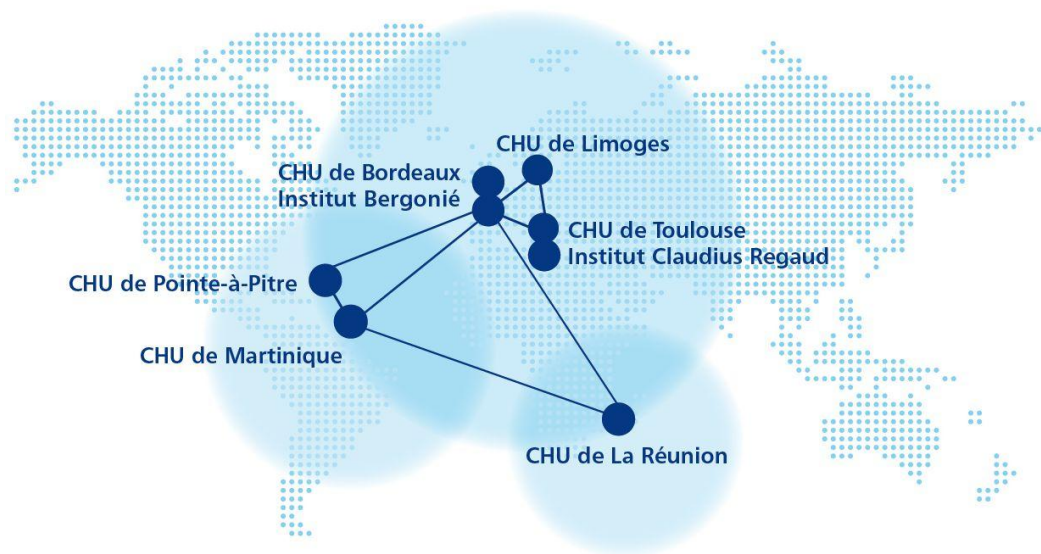 CHU de Limoges
CHU de Bordeaux
Institut Bergonié
CHU de Toulouse
Institut Claudius Regaud
CHU de Pointe-à-Pitre
CHU de Martinique
CHU de La Réunion